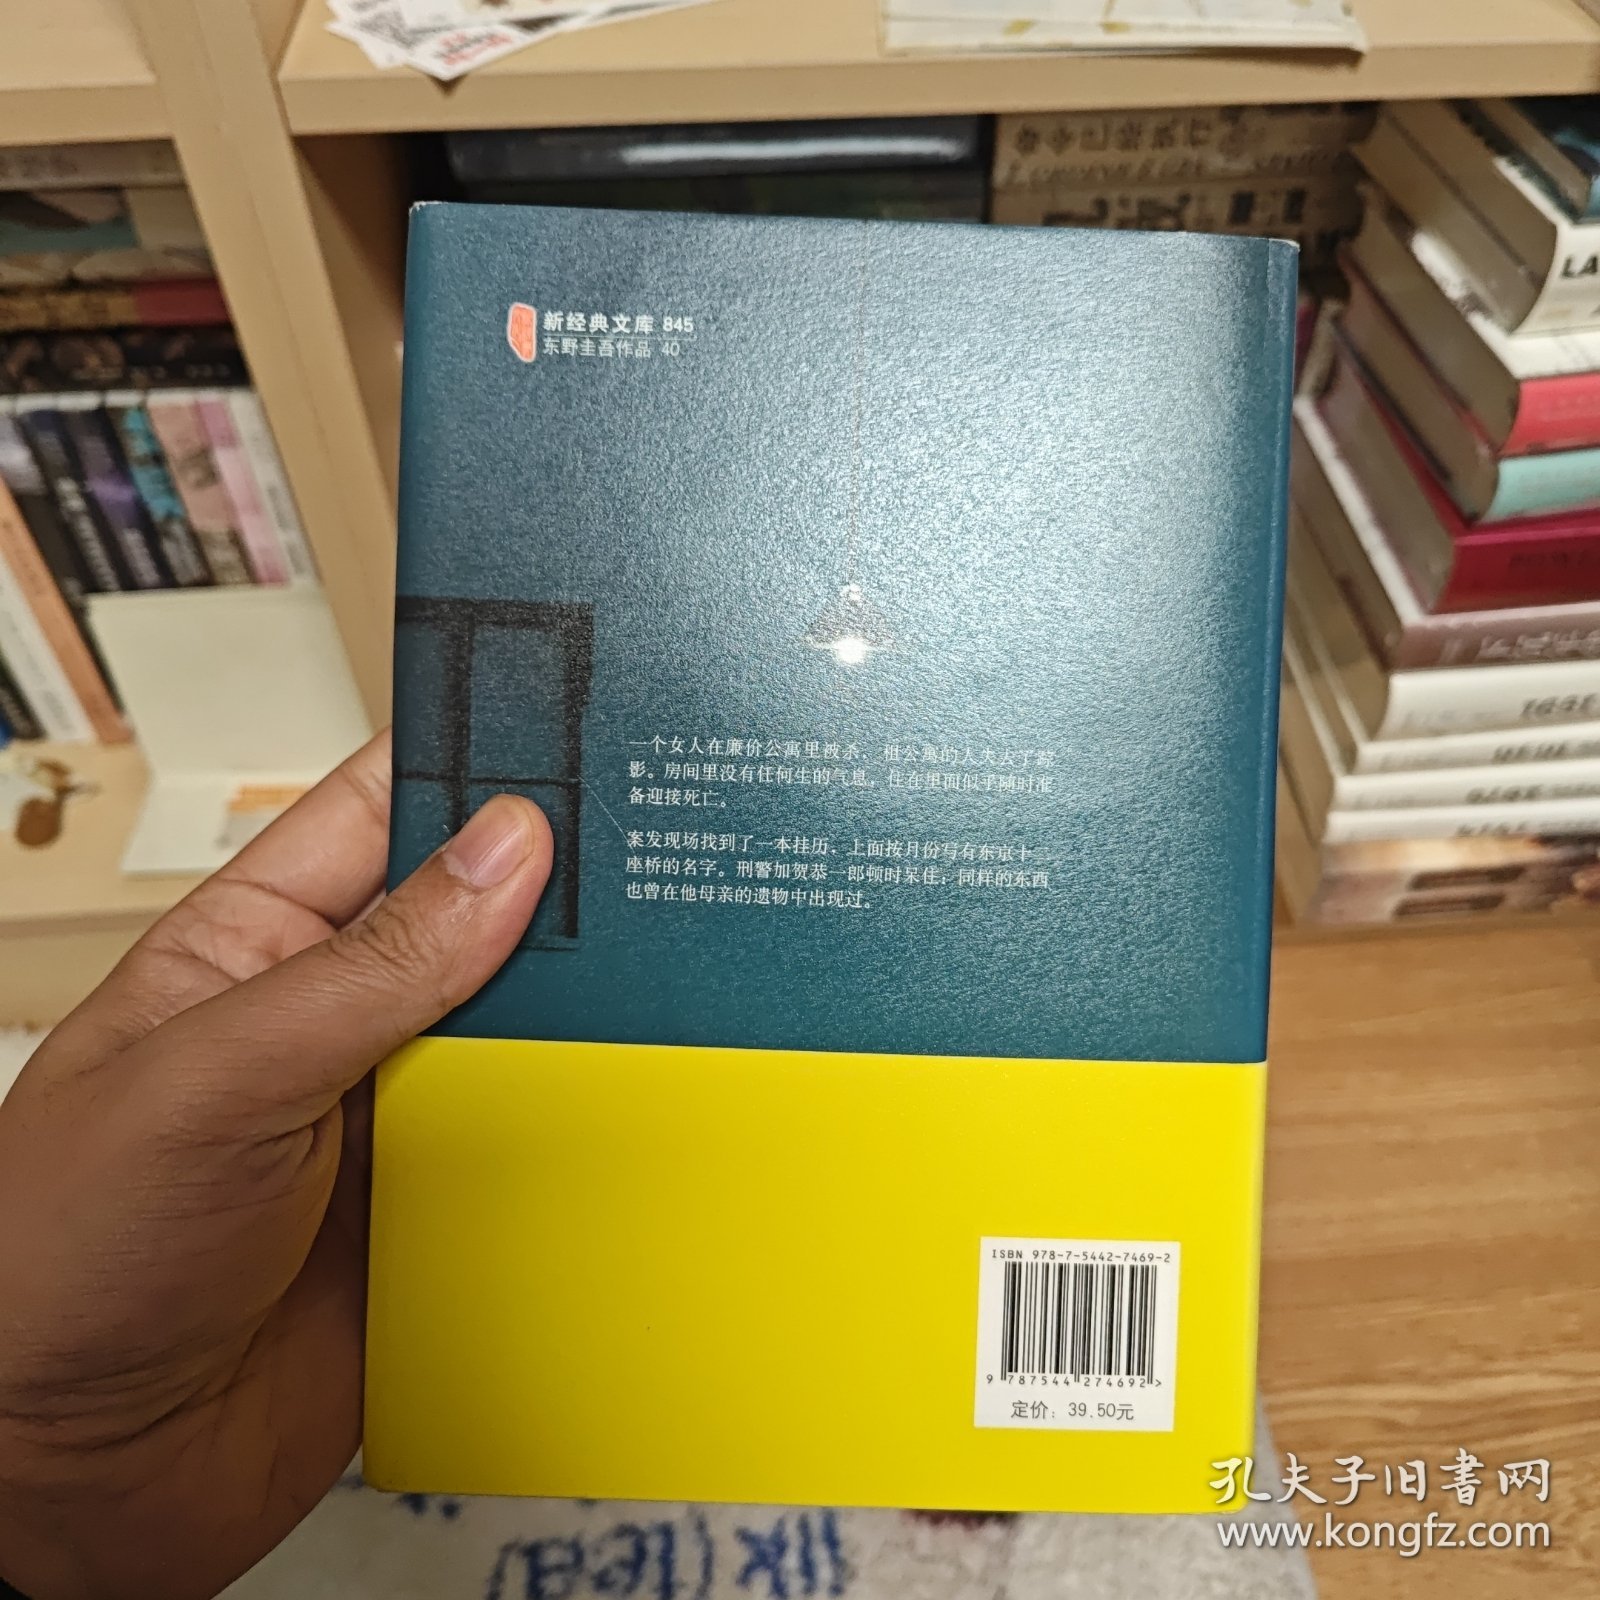 新经典文库 845
东野圭吾作品 40
一个女人在廉价公寓里被杀，租公寓的人失去了踪
影。房间里没有任何生的气息，住在里面似乎随时准
备迎接死亡。
案发现场找到了一本挂历，上面按月份写有东京十二
座桥的名字。刑警加贺恭一郎顿时呆住：同样的东西
也曾在他母亲的遗物中出现过。
ISBN 978-7-5442-7469-2
9 787544 274692 >
定价：39.50元
孔夫子旧書网
www.kongfz.com